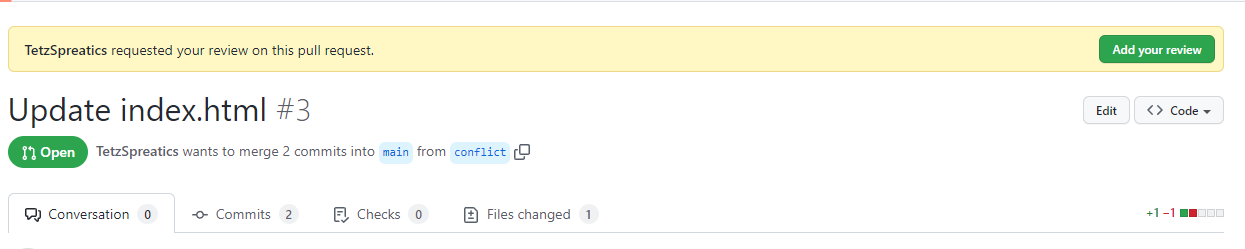 TetzSpreatics requested your review on this pull request.
Add your review
Update index.html #3
Edit
Code
Open
TetzSpreatics wants to merge 2 commits into main from conflict
Conversation 0
Commits 2
Checks 0
Files changed 1
+1 −1